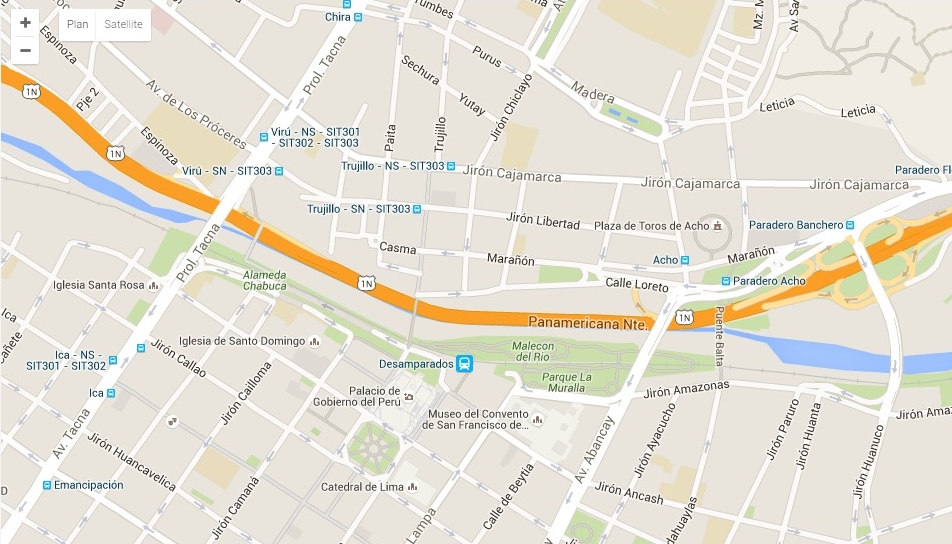 Chira
Tumbes
Mz. M
Av Sa
+
−
Plan
Satellite
Espinoza
Purus
Sechura
Yutay
Madera
Prol. Tacna
Jirón Chiclayo
Pje 2
1N
Av. de Los Próceres
Leticia
Leticia
Paita
Trujillo
Espinoza
Virú - NS - SIT301
- SIT302 - SIT303
1N
Virú - SN - SIT303
Trujillo - NS - SIT303
Jirón Cajamarca
Jirón Cajamarca
Jirón Cajamarca
Paradero Fl
Trujillo - SN - SIT303
Jirón Libertad
Plaza de Toros de Acho
Paradero Banchero
Prol. Tacna
Casma
Marañón
Marañón
Acho
Alameda
Chabuca
1N
Calle Loreto
Paradero Acho
Iglesia Santa Rosa
Ica
Panamericana Nte.
1N
Puente Balta
Iglesia de Santo Domingo
Malecon
del Rio
Ica - NS -
SIT301 - SIT302
Jirón Callao
Desamparados
Parque La
Muralla
Jirón Cailloma
Ica
Palacio de
Gobierno del Perú
Jirón Amazonas
Museo del Convento
de San Francisco de...
Jirón Ama
Av. Tacna
Jirón Huancavelica
Av. Abancay
Jirón Ayacucho
Jirón Paruro
Jirón Huanta
Jirón Huanuco
Emancipación
Catedral de Lima
Jirón Camaná
Calle de Beytia
Jirón Ancash
Lampa
dahuaylas
D